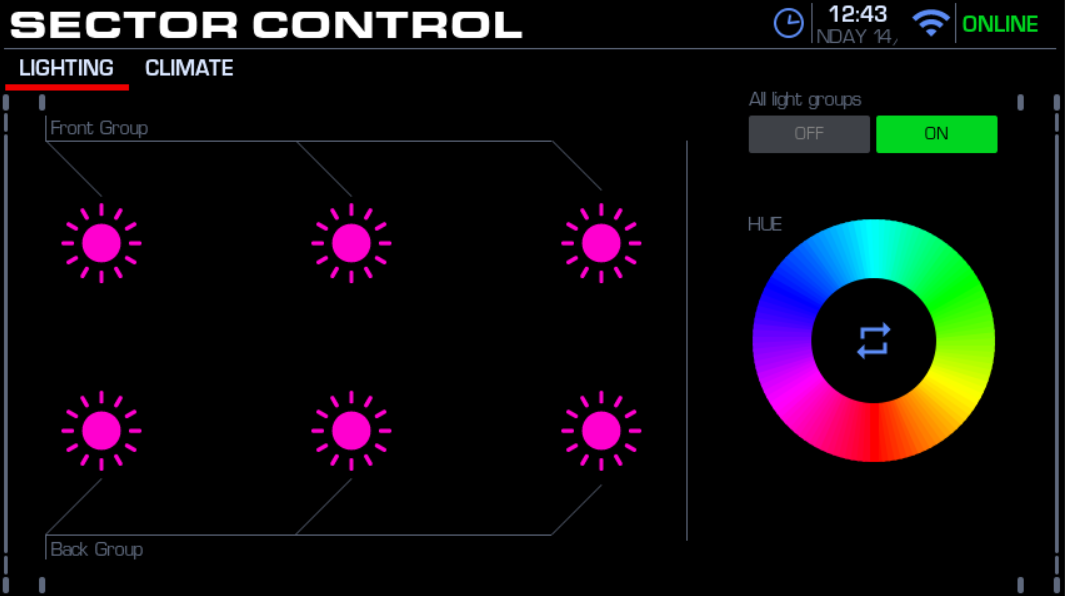 SECTOR CONTROL
12:43
NDAY 14,
ONLINE
LIGHTING CLIMATE
All light groups
OFF ON
Front Group
HUE
Back Group